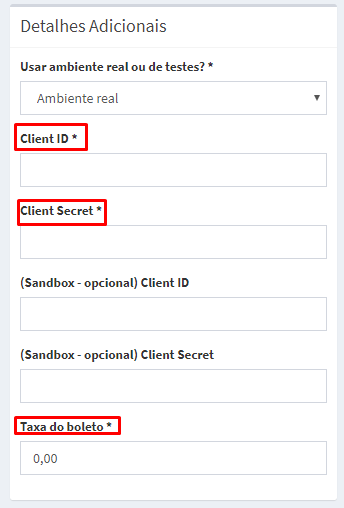 Detalhes Adicionais
Usar ambiente real ou de testes? *
Ambiente real
Client ID *
Client Secret *
(Sandbox - opcional) Client ID
(Sandbox - opcional) Client Secret
Taxa do boleto *
0,00